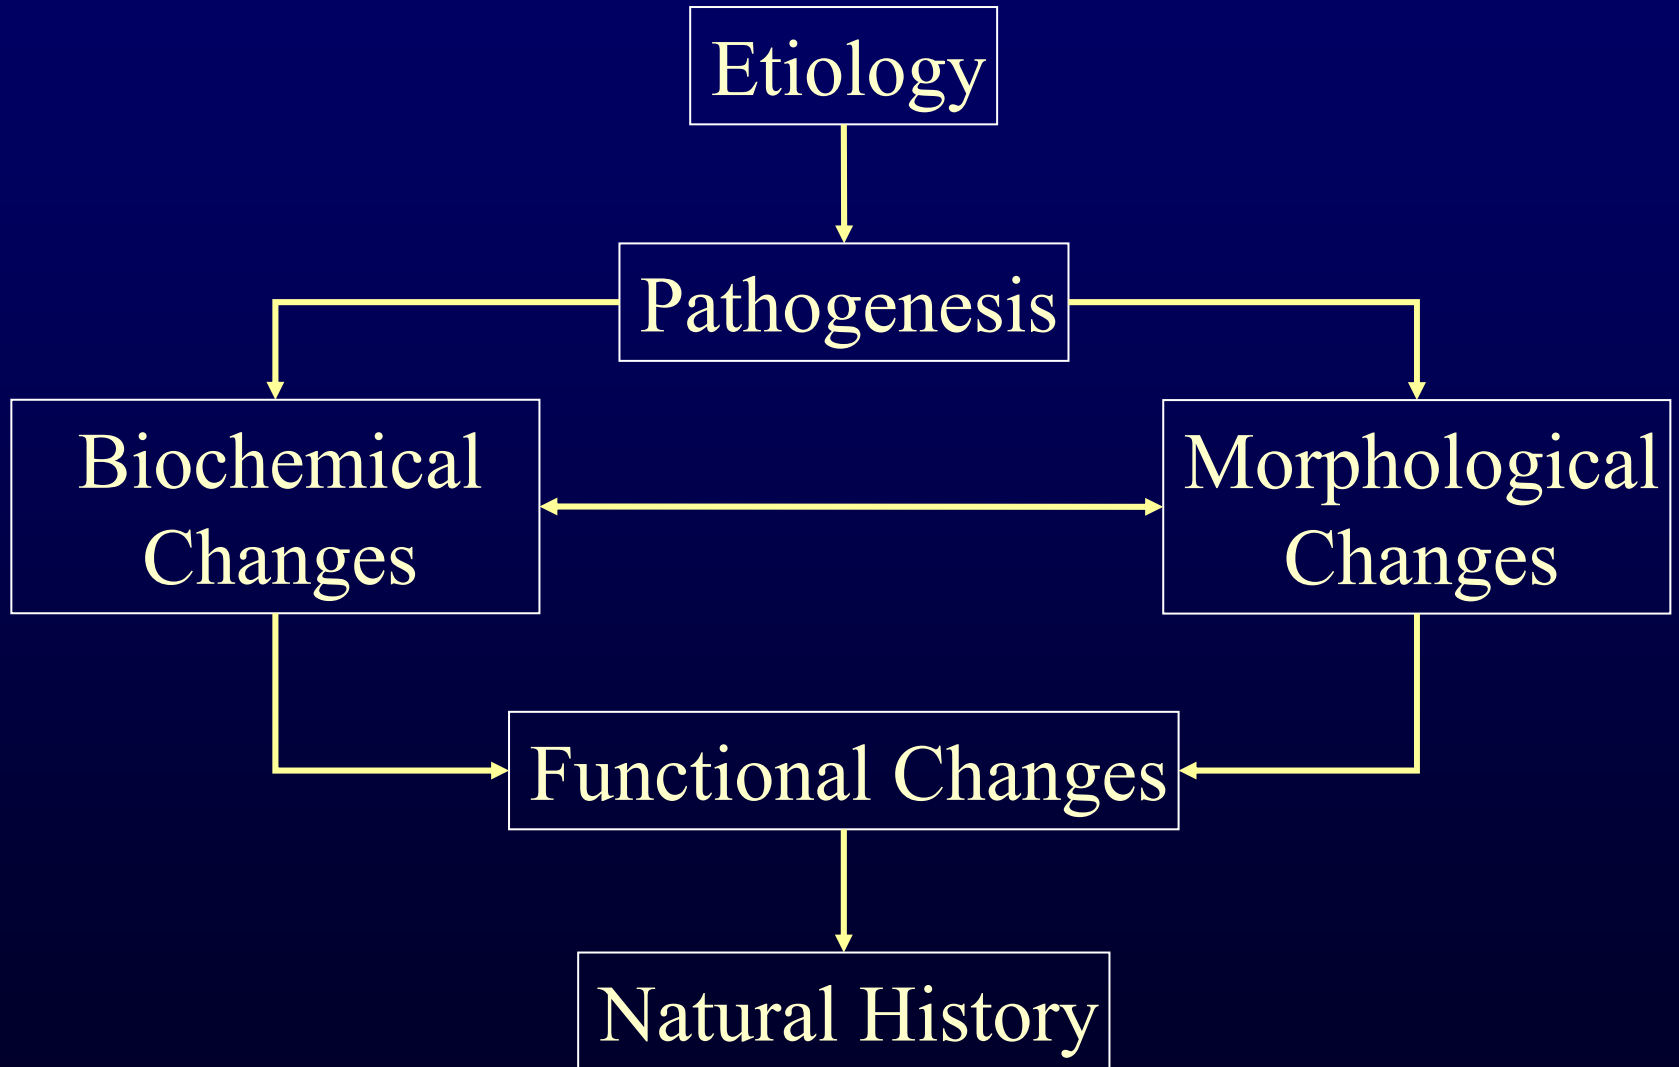 Etiology
Pathogenesis
Biochemical
Changes
Morphological
Changes
Functional Changes
Natural History